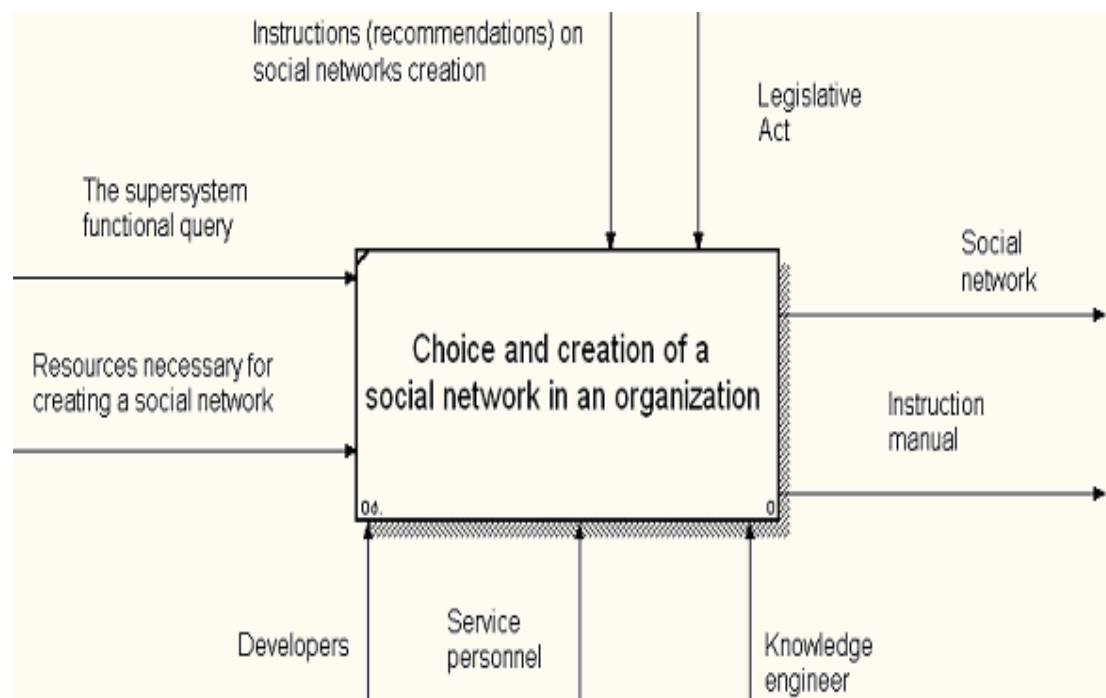 Instructions (recommendations) on
social networks creation
Legislative
Act
The supersystem
functional query
Social
network
Choice and creation of a
social network in an organization
Resources necessary for
creating a social network
Instruction
manual
0
Developers
Service
personnel
Knowledge
engineer